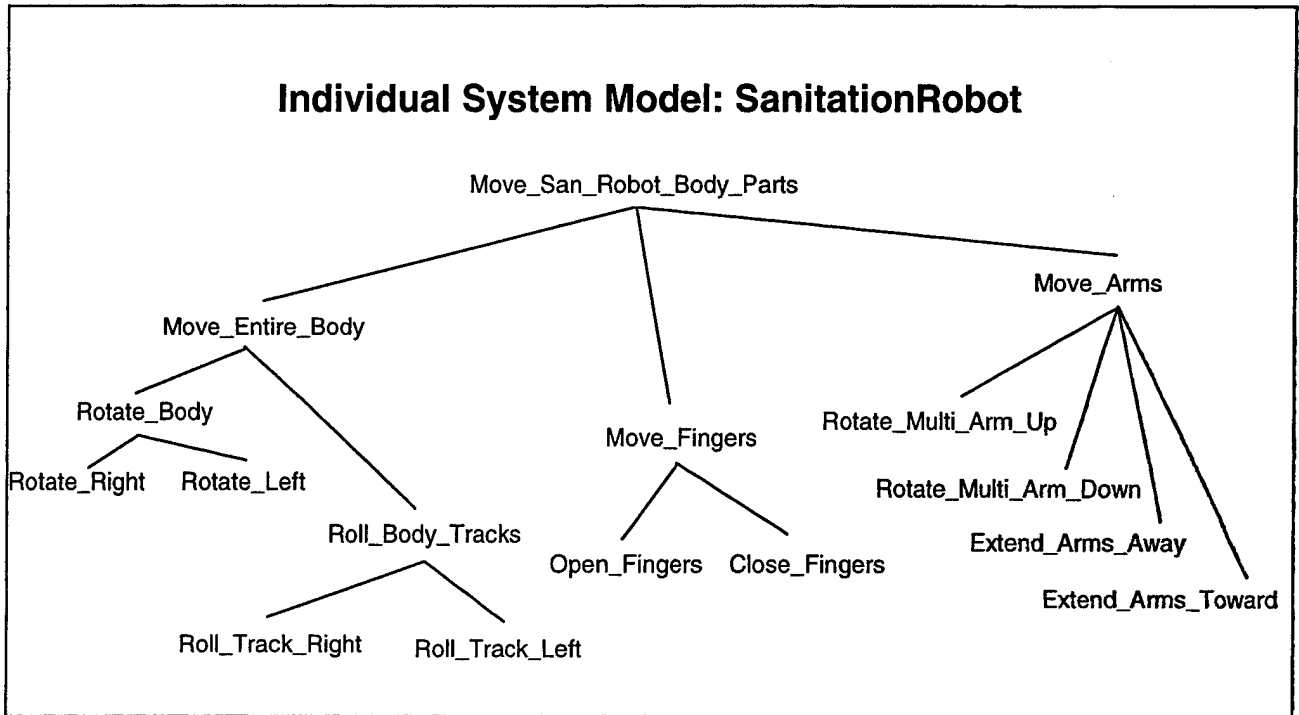 Individual System Model: SanitationRobot
Move_San_Robot_Body_Parts
Move_Arms
Move_Entire_Body
Rotate_Body
Rotate_Multi_Arm_Up
Move_Fingers
Rotate_Right
Rotate_Left
Rotate_Multi_Arm_Down
Roll_Body_Tracks
Extend_Arms_Away
Open_Fingers
Close_Fingers
Extend_Arms_Toward
Roll_Track_Right
Roll_Track_Left